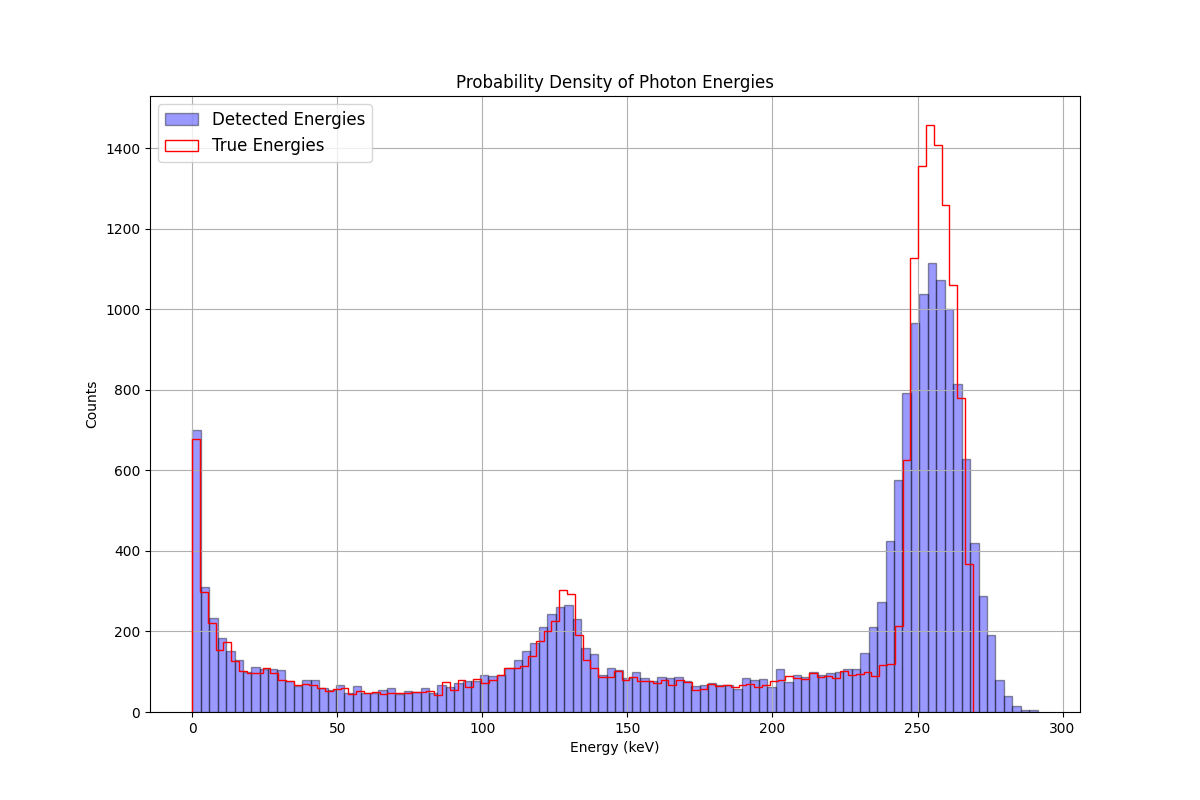 Probability Density of Photon Energies
Detected Energies
True Energies
1400
1200
1000
800
600
400
200
0
Counts
0 50 100 150 200 250 300
Energy (keV)